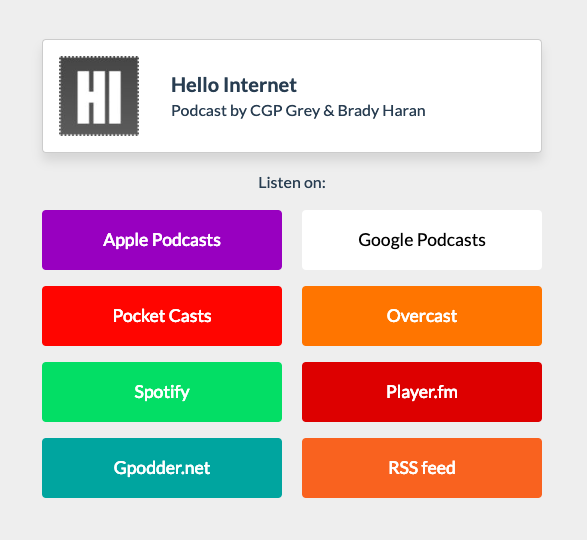 HI
Hello Internet
Podcast by CGP Grey & Brady Haran
Listen on:
Apple Podcasts
Google Podcasts
Pocket Casts
Overcast
Spotify
Player.fm
Gpodder.net
RSS feed